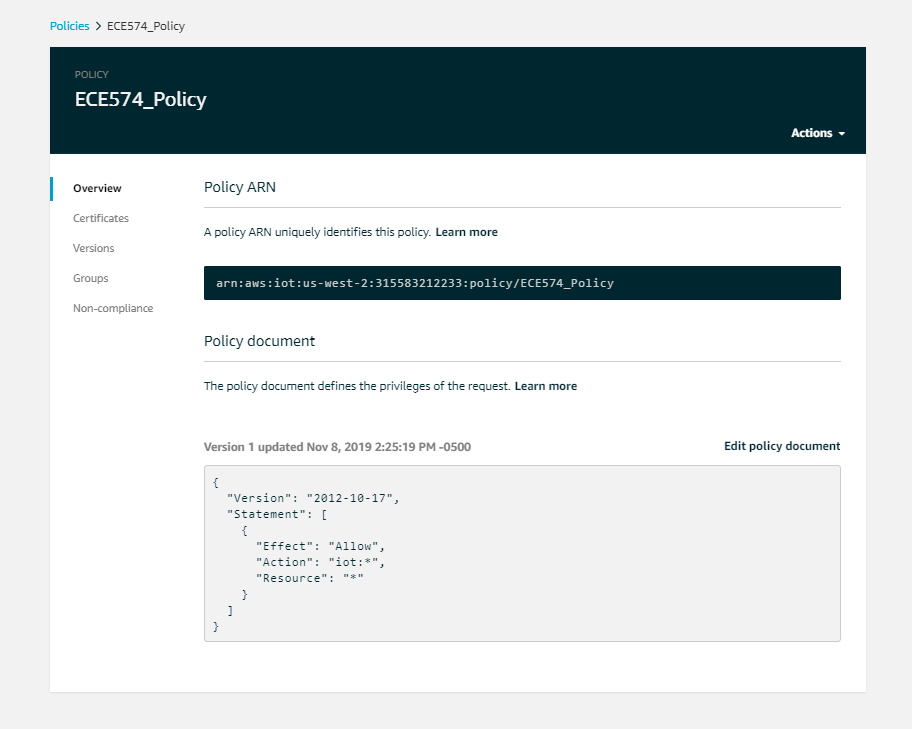 Policies > ECE574_Policy
POLICY
ECE574_Policy
Actions
Overview
Certificates
Versions
Groups
Non-compliance
Policy ARN
A policy ARN uniquely identifies this policy. Learn more
arn:aws:iot:us-west-2:315583212233:policy/ECE574_Policy
Policy document
The policy document defines the privileges of the request. Learn more
Version 1 updated Nov 8, 2019 2:25:19 PM -0500
Edit policy document
{
  "Version": "2012-10-17",
  "Statement": [
    {
      "Effect": "Allow",
      "Action": "iot:*",
      "Resource": "*"
    }
  ]
}